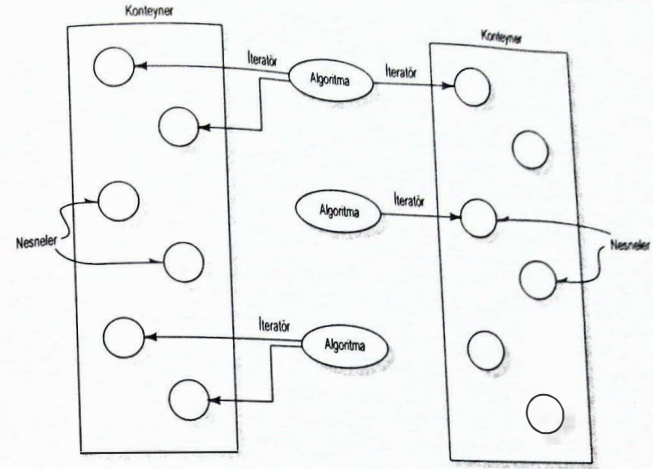 Konteyner
Konteyner
İteratör
Algoritma
İteratör
Algoritma
İteratör
Nesneler
Nesneler
İteratör
Algoritma